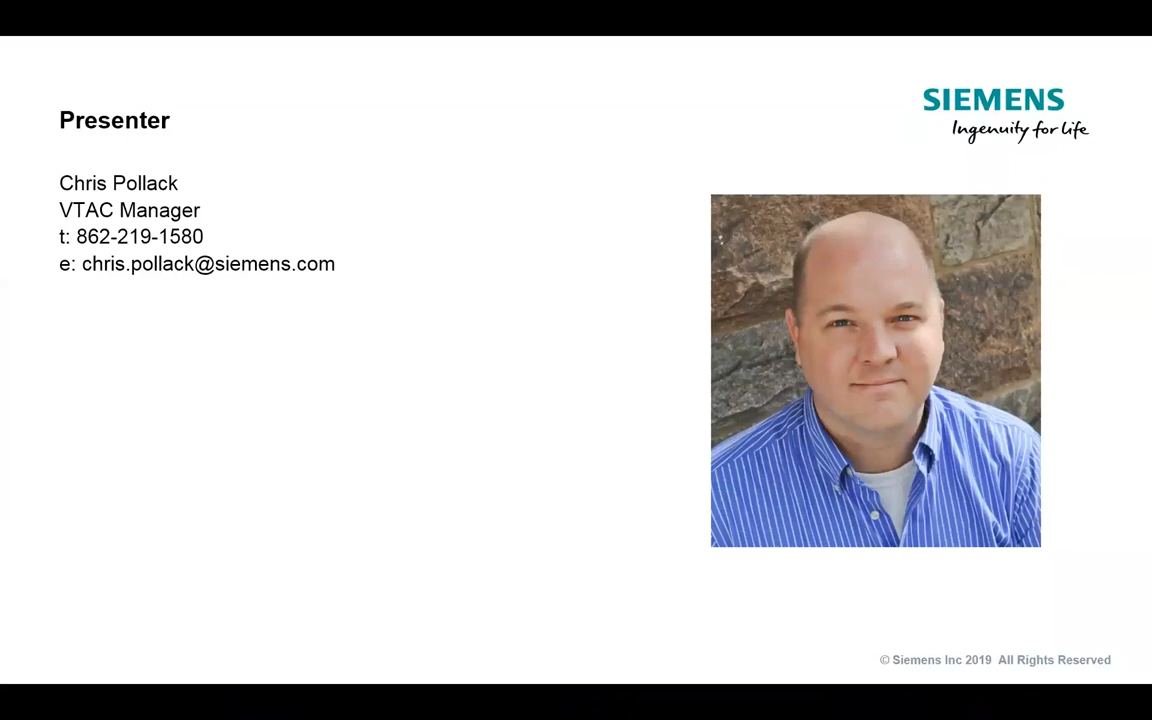 Presenter
SIEMENS
Ingenuity for life
Chris Pollack
VTAC Manager
t: 862-219-1580
e: chris.pollack@siemens.com
© Siemens Inc 2019 All Rights Reserved